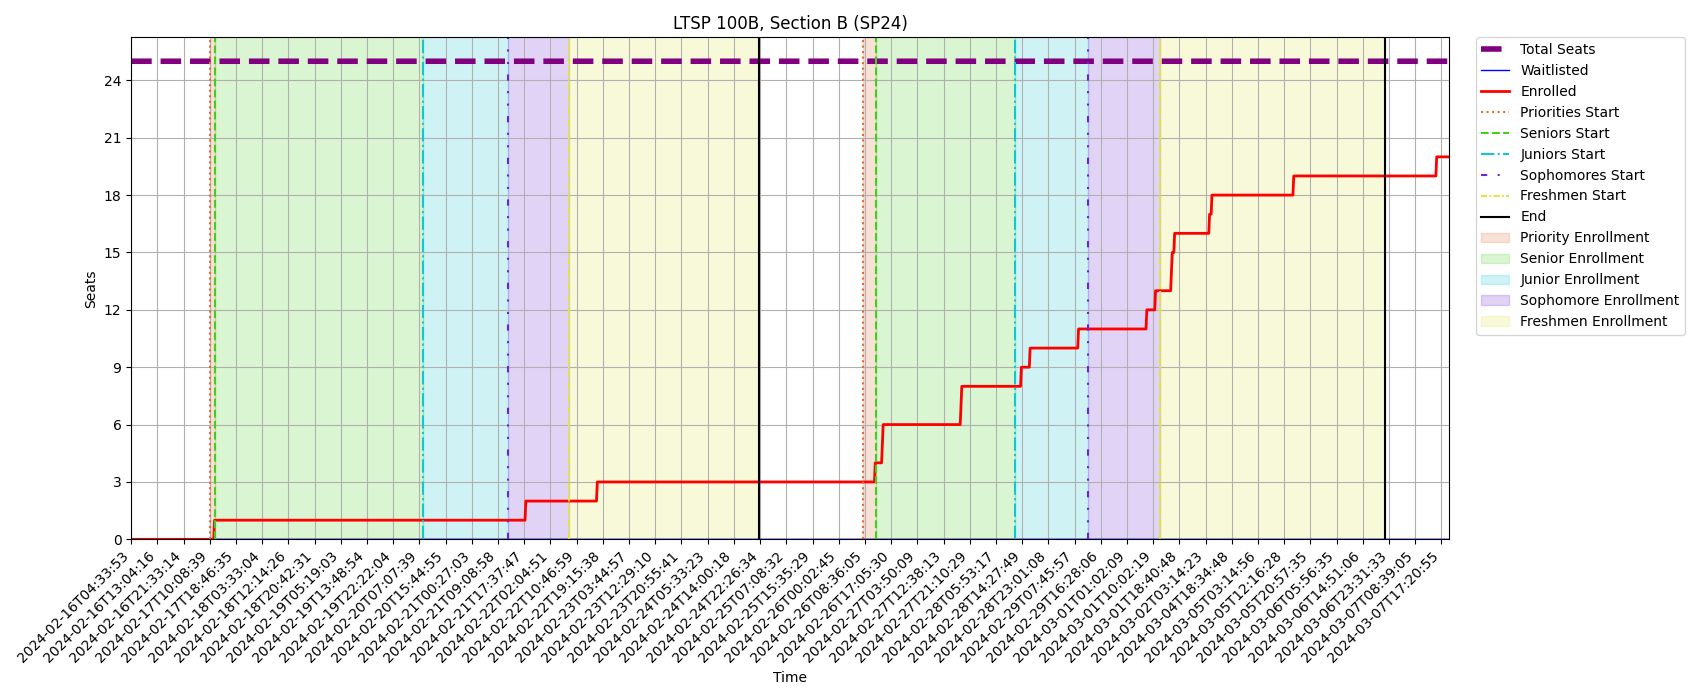 LTSP 100B, Section B (SP24)
Seats
24
21
18
15
12
9
6
3
0
2024-02-16T04:33:53
2024-02-16T13:04:16
2024-02-16T21:33:14
2024-02-17T10:08:39
2024-02-17T18:46:35
2024-02-18T03:33:04
2024-02-18T12:14:26
2024-02-18T20:42:31
2024-02-19T05:19:03
2024-02-19T13:48:54
2024-02-19T22:22:04
2024-02-20T07:07:39
2024-02-20T15:44:55
2024-02-21T00:27:03
2024-02-21T09:08:58
2024-02-21T17:37:47
2024-02-22T02:04:51
2024-02-22T10:46:59
2024-02-22T19:15:38
2024-02-23T03:44:57
2024-02-23T12:29:10
2024-02-23T20:55:41
2024-02-24T05:33:23
2024-02-24T14:00:18
2024-02-24T22:26:34
2024-02-25T07:08:32
2024-02-25T15:35:29
2024-02-26T00:02:45
2024-02-26T08:36:05
2024-02-26T17:05:30
2024-02-27T03:50:09
2024-02-27T12:38:13
2024-02-27T21:10:29
2024-02-28T05:53:17
2024-02-28T14:27:49
2024-02-28T23:01:08
2024-02-29T07:45:57
2024-02-29T16:28:06
2024-03-01T01:02:09
2024-03-01T10:02:19
2024-03-01T18:40:48
2024-03-02T03:14:23
2024-03-04T18:34:48
2024-03-05T03:14:56
2024-03-05T12:16:28
2024-03-05T20:57:35
2024-03-06T05:56:35
2024-03-06T14:51:06
2024-03-06T23:31:33
2024-03-07T08:39:05
2024-03-07T17:20:55
Time
Total Seats
Waitlisted
Enrolled
Priorities Start
Seniors Start
Juniors Start
Sophomores Start
Freshmen Start
End
Priority Enrollment
Senior Enrollment
Junior Enrollment
Sophomore Enrollment
Freshmen Enrollment